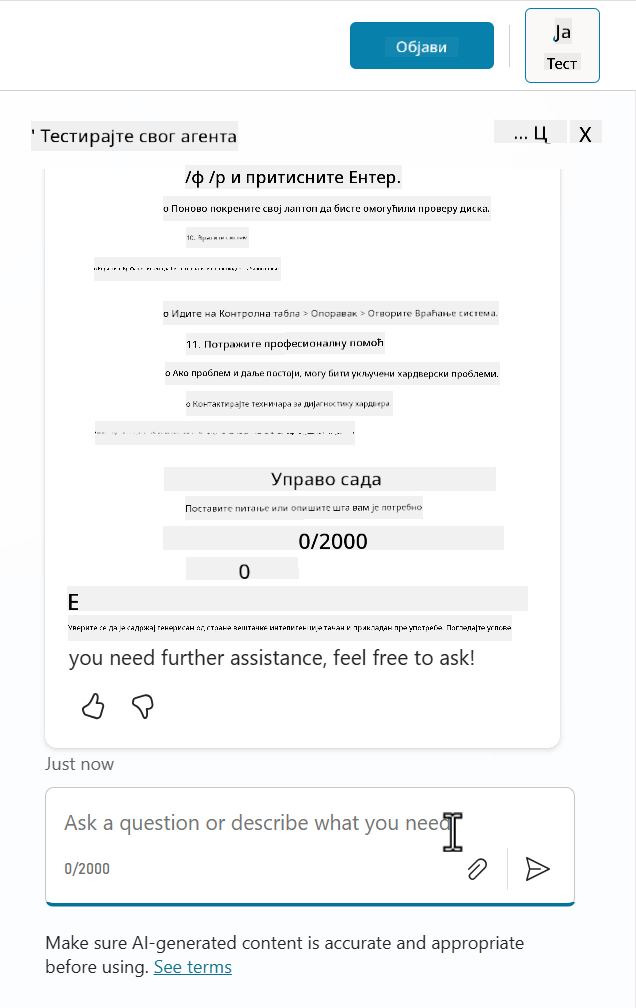 Објави
Ја
Тест
' Тестирајте свог агента
... Ц X
/ф /р и притисните Ентер.
о Поново покрените свој лаптоп да бисте омогућили проверу диска.
10.
о Идите на Контролна табла > Опоравак > Отворите Враћање система.
11. Потражите професионалну помоћ
о Ако проблем и даље постоји, могу бити укључени хардверски проблеми.
о Контактирајте техничара за дијагностику хардвера
Управо сада
Поставите питање или опишите шта вам је потребно
0/2000
0
Е
Уверите се да је садржај генерисан од стране вештачке интелигенције тачан и прикладан пре употребе. Погледајте услове
you need further assistance, feel free to ask!
Just now
Ask a question or describe what you need
0/2000
Make sure AI-generated content is accurate and appropriate
before using. See terms